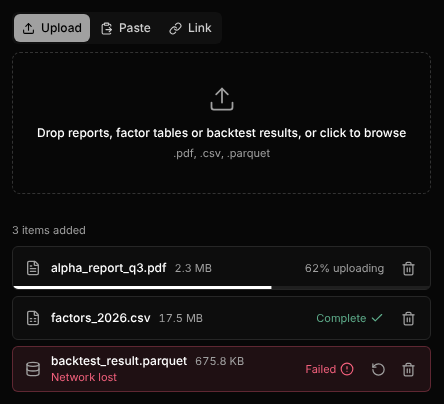 Upload Paste Link
Drop reports, factor tables or backtest results, or click to browse
.pdf, .csv, .parquet
3 items added
alpha_report_q3.pdf 2.3 MB 62% uploading
factors_2026.csv 17.5 MB Complete
backtest_result.parquet 675.8 KB Failed
Network lost